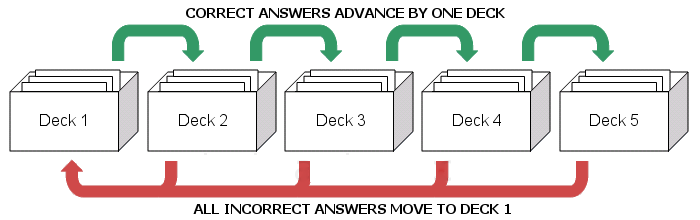 CORRECT ANSWERS ADVANCE BY ONE DECK
Deck 1
Deck 2
Deck 3
Deck 4
Deck 5
ALL INCORRECT ANSWERS MOVE TO DECK 1